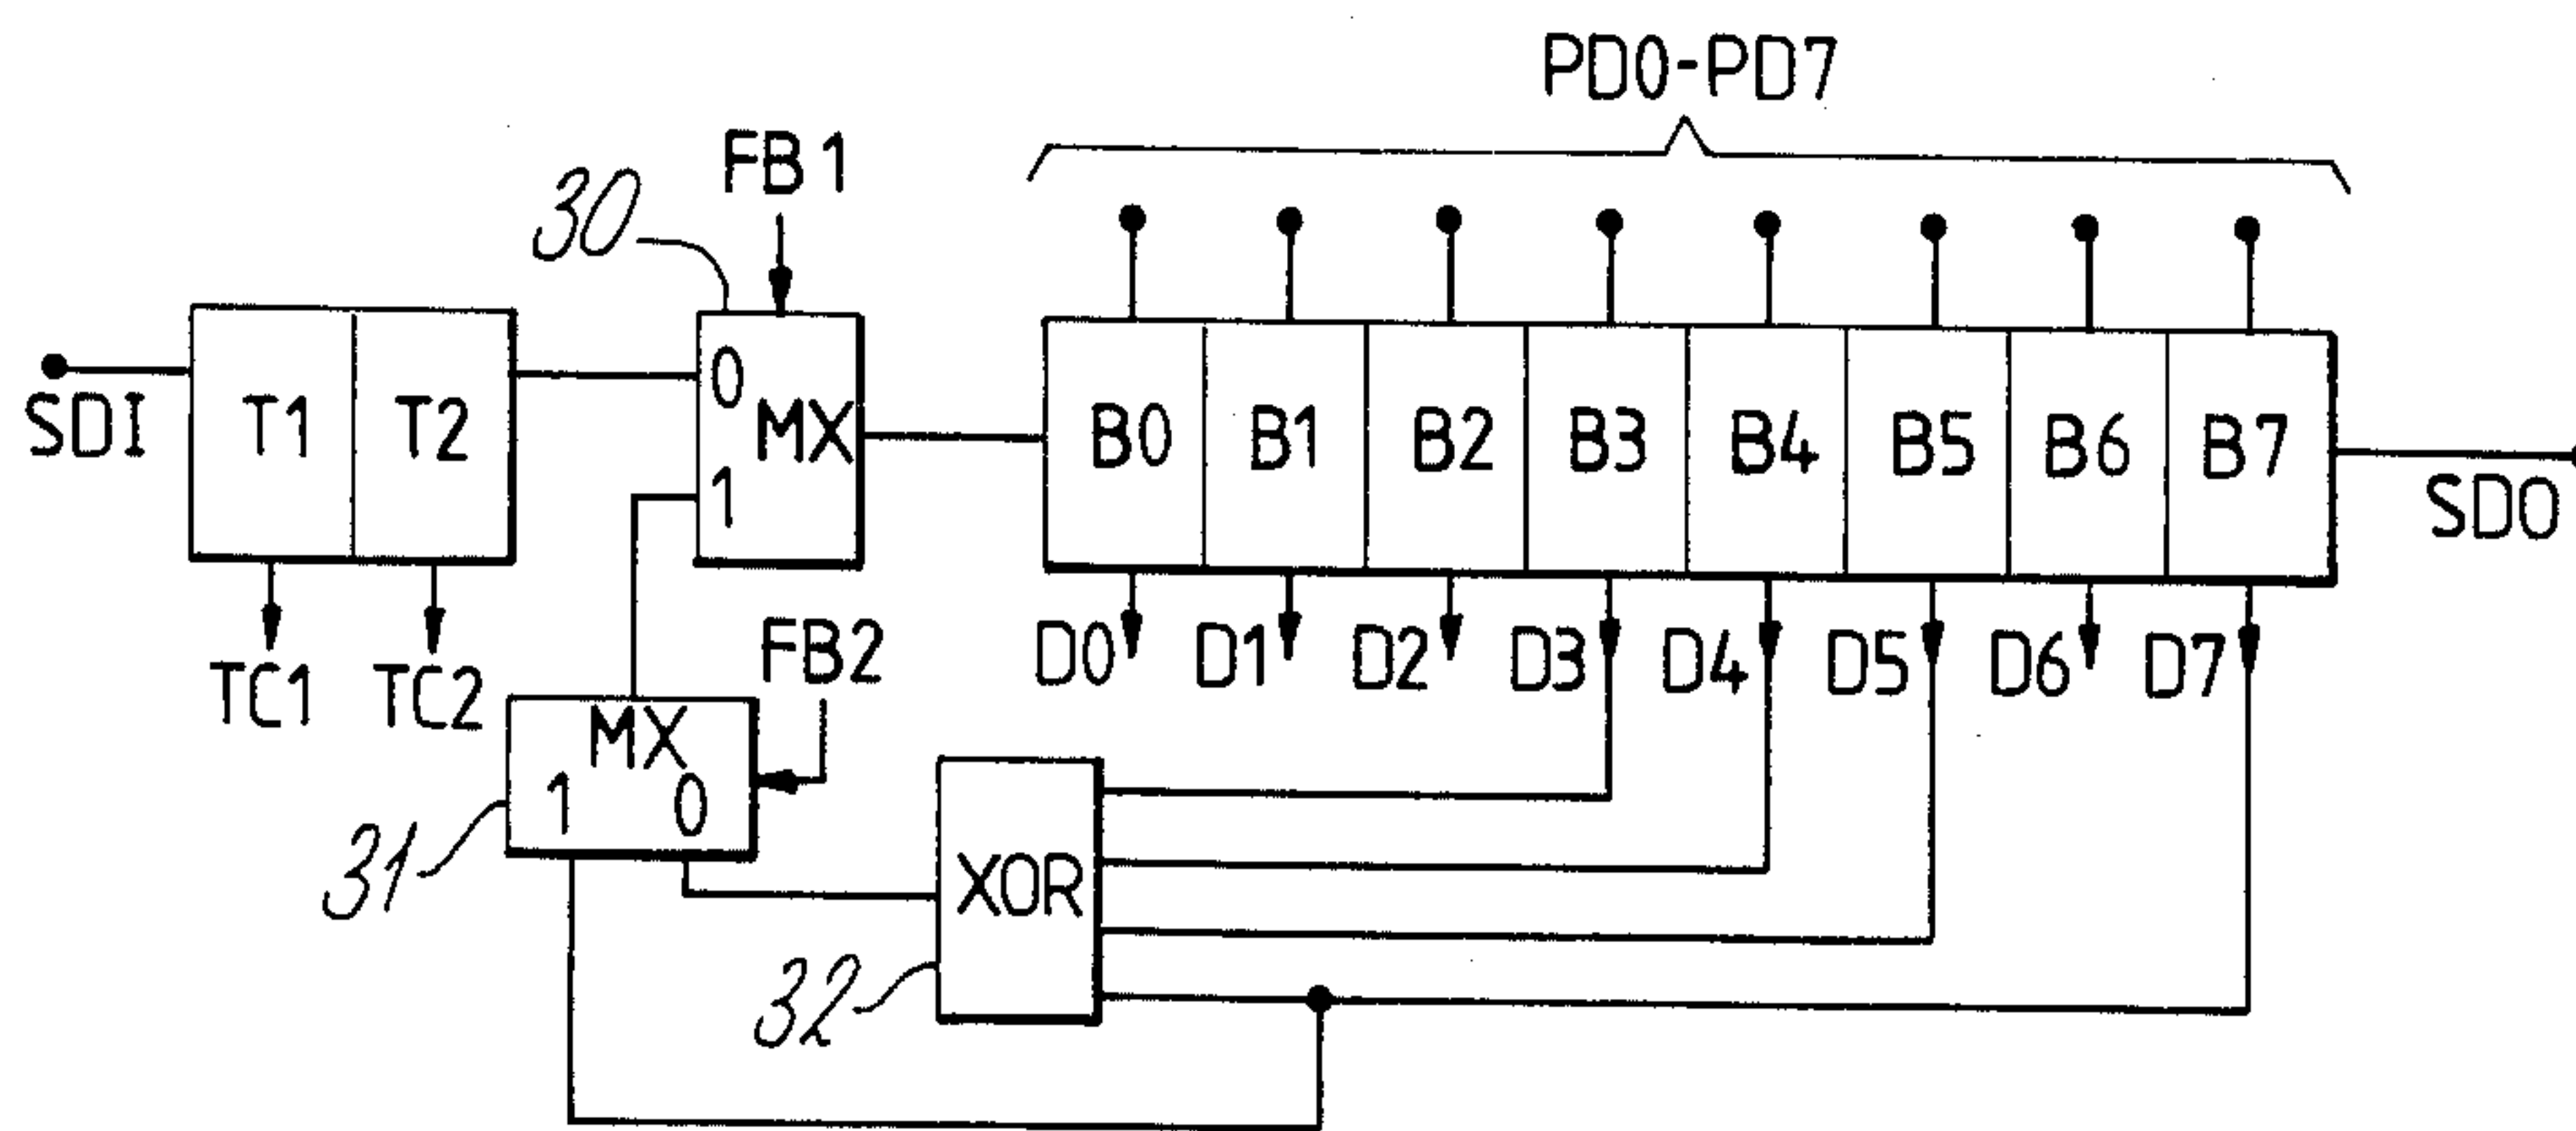 PD0-PD7
FB1
30
SDI
T1 T2
0
MX
1
B0 B1 B2 B3 B4 B5 B6 B7
SDO
TC1 TC2
D0 D1 D2 D3 D4 D5 D6 D7
FB2
MX
1 0
31
XOR
32